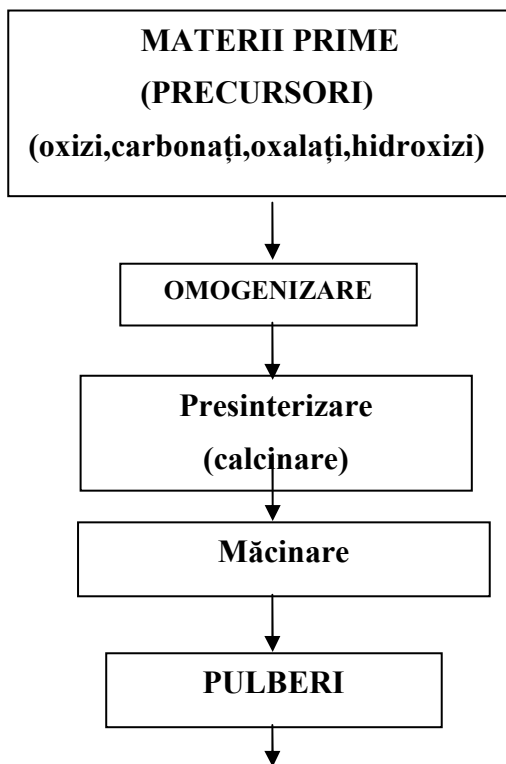 MATERII PRIME
(PRECURSORI)
(oxizi,carbonați,oxalați,hidroxizi)
OMOGENIZARE
Presinterizare
(calcinare)
Măcinare
PULBERI